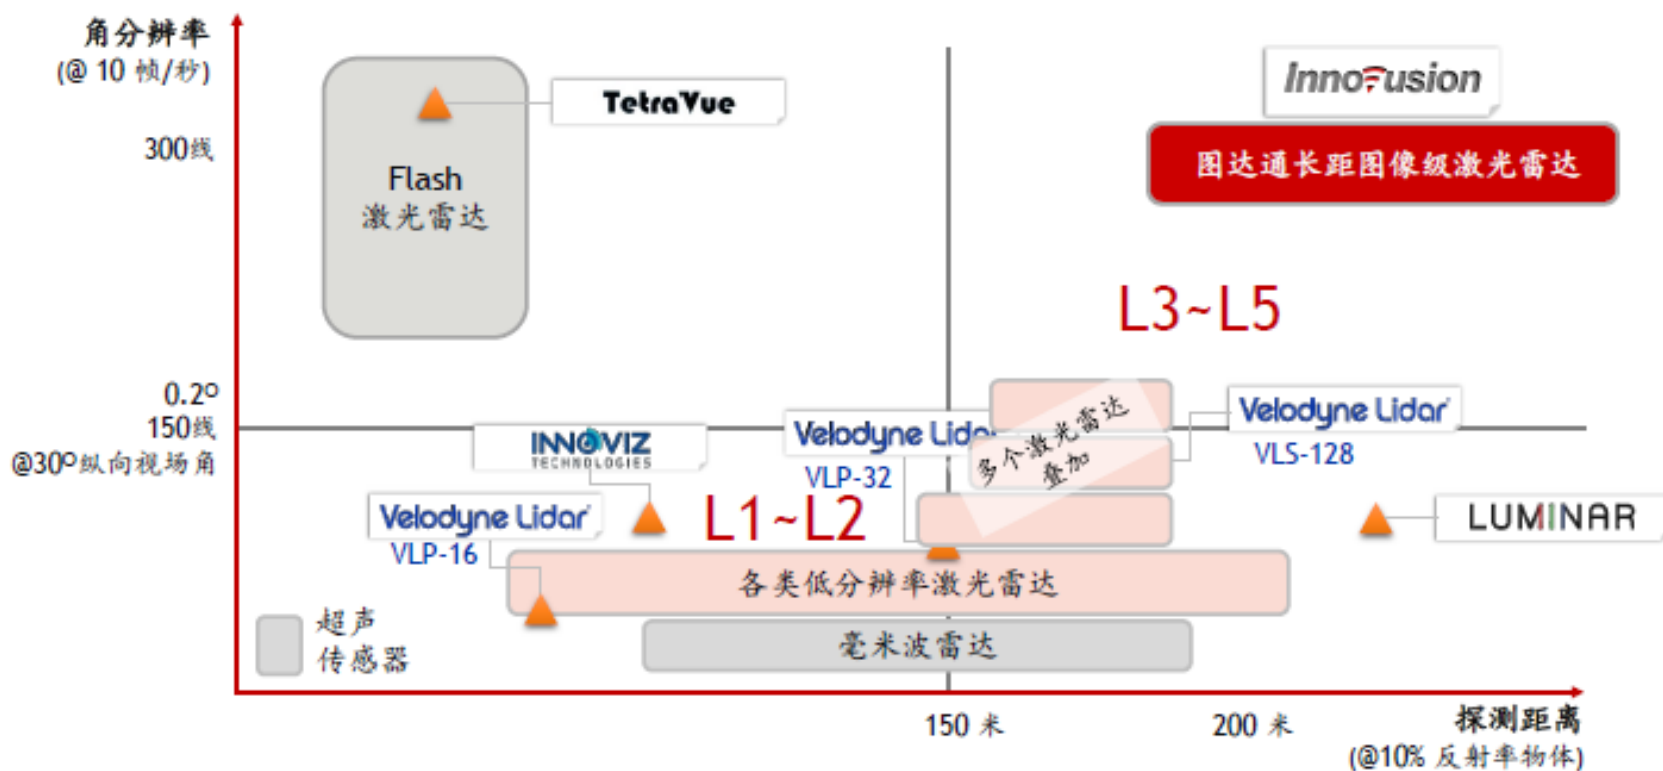 角分辨率
(@ 10 帧/秒)
300线
0.2º
150线
@30º纵向视场角
TetraVue
Flash
激光雷达
InnoFusion
图达通长距图像级激光雷达
L3~L5
INNOVIZ
TECHNOLOGIES
Velodyne Lidar
VLP-32
多个激光雷达
叠加
Velodyne Lidar
VLS-128
Velodyne Lidar
VLP-16
L1~L2
LUMINAR
各类低分辨率激光雷达
毫米波雷达
超声
传感器
150 米
200 米
探测距离
(@10% 反射率物体)